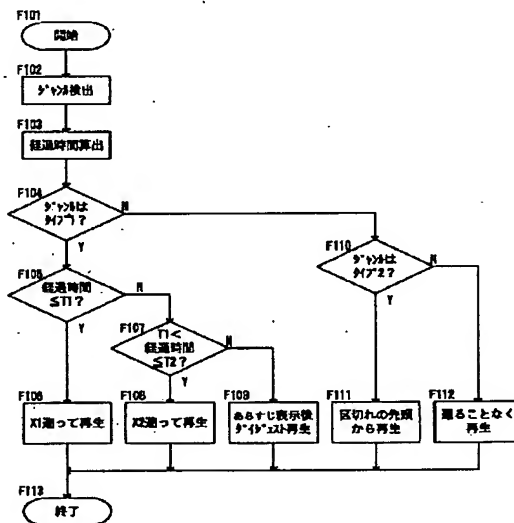 F101
開始
F102
ジャンル検出
F103
経過時間算出
F104
ジャンルは
タイプ1?
N
Y
F105
経過時間
≦T1?
N
Y
F107
T1<
経過時間
≦T2?
N
Y
F110
ジャンルは
タイプ2?
N
Y
F106
X1遡って再生
F108
X2遡って再生
F109
あらすじ表示後
ダイジェスト再生
F111
区切れの先頭
から再生
F112
遡ることなく
再生
F113
終了